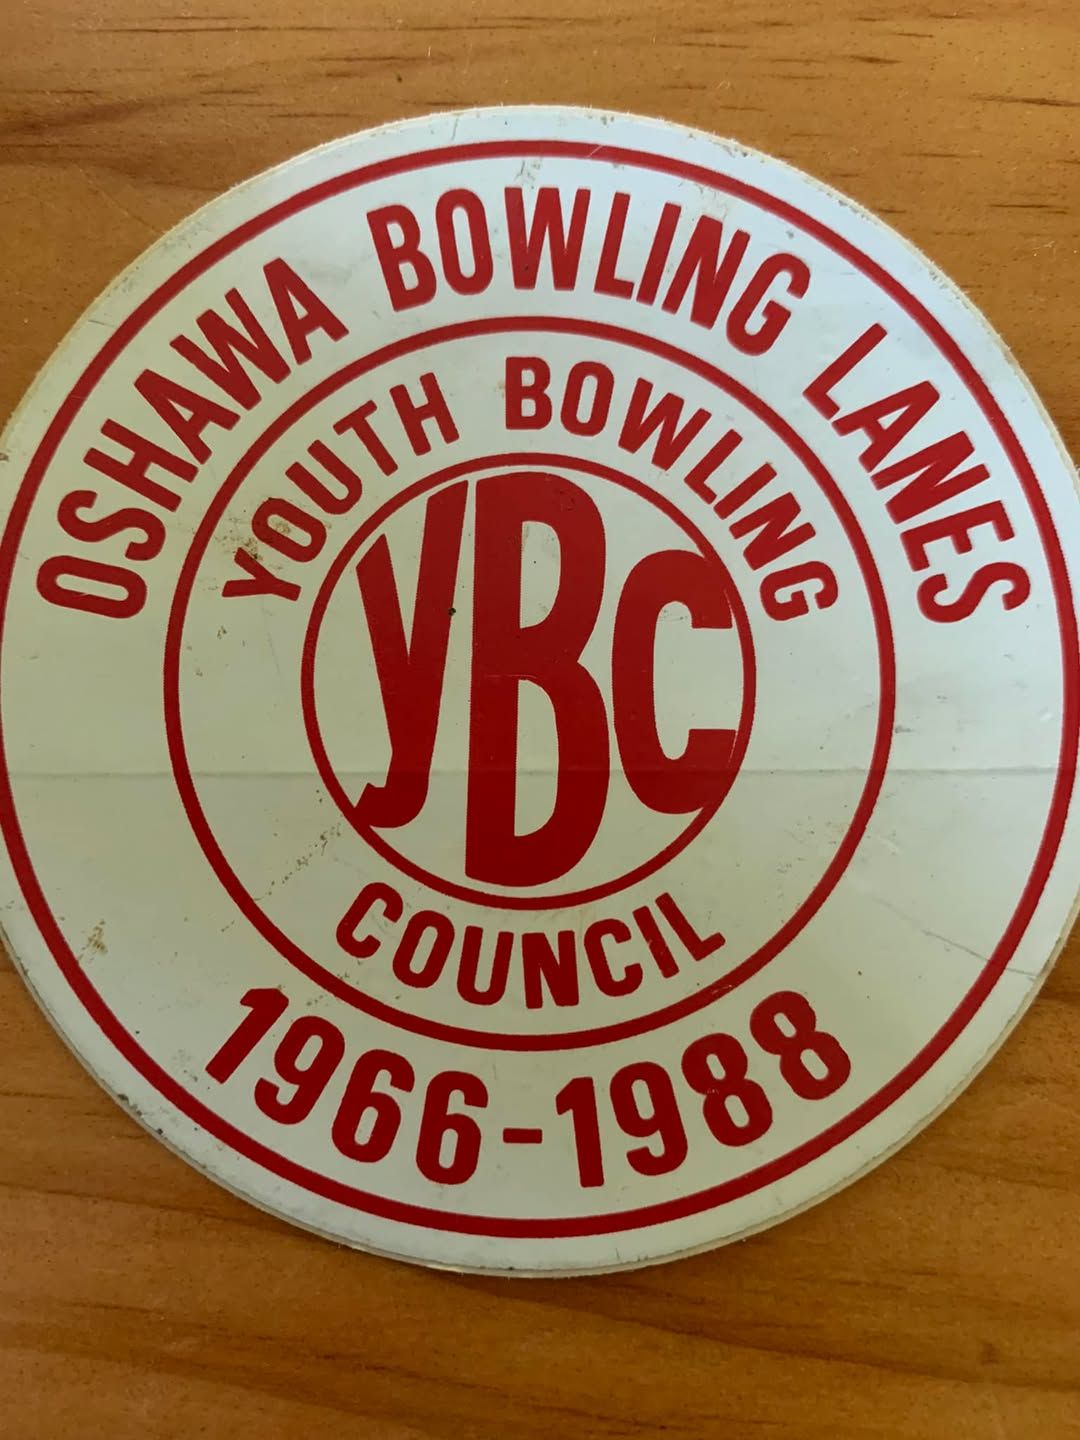 OSHAWA BOWLING LANES
YOUTH BOWLING
yBC
COUNCIL
1966-1988